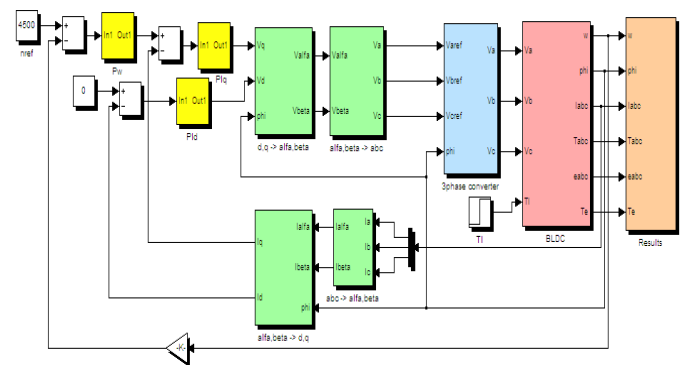 4500
nref
In1 Out1
Pw
In1 Out1
PIq
0
In1 Out1
PId
Vq
Vd
phi
Valfa
Vbeta
d,q -> alfa,beta
Valfa
Vbeta
Va
Vb
Vc
alfa,beta -> abc
Varef
Vbref
Vcref
phi
Va
Vb
Vc
3phase converter
Tl
Va
Vb
Vc
Tl
w
phi
Iabc
Tabc
eabc
Te
BLDC
w
phi
Iabc
Tabc
eabc
Te
Results
Iq
Id
Ialfa
Ibeta
phi
alfa,beta -> d,q
Ialfa
Ibeta
Ia
Ib
Ic
abc -> alfa,beta
-K-